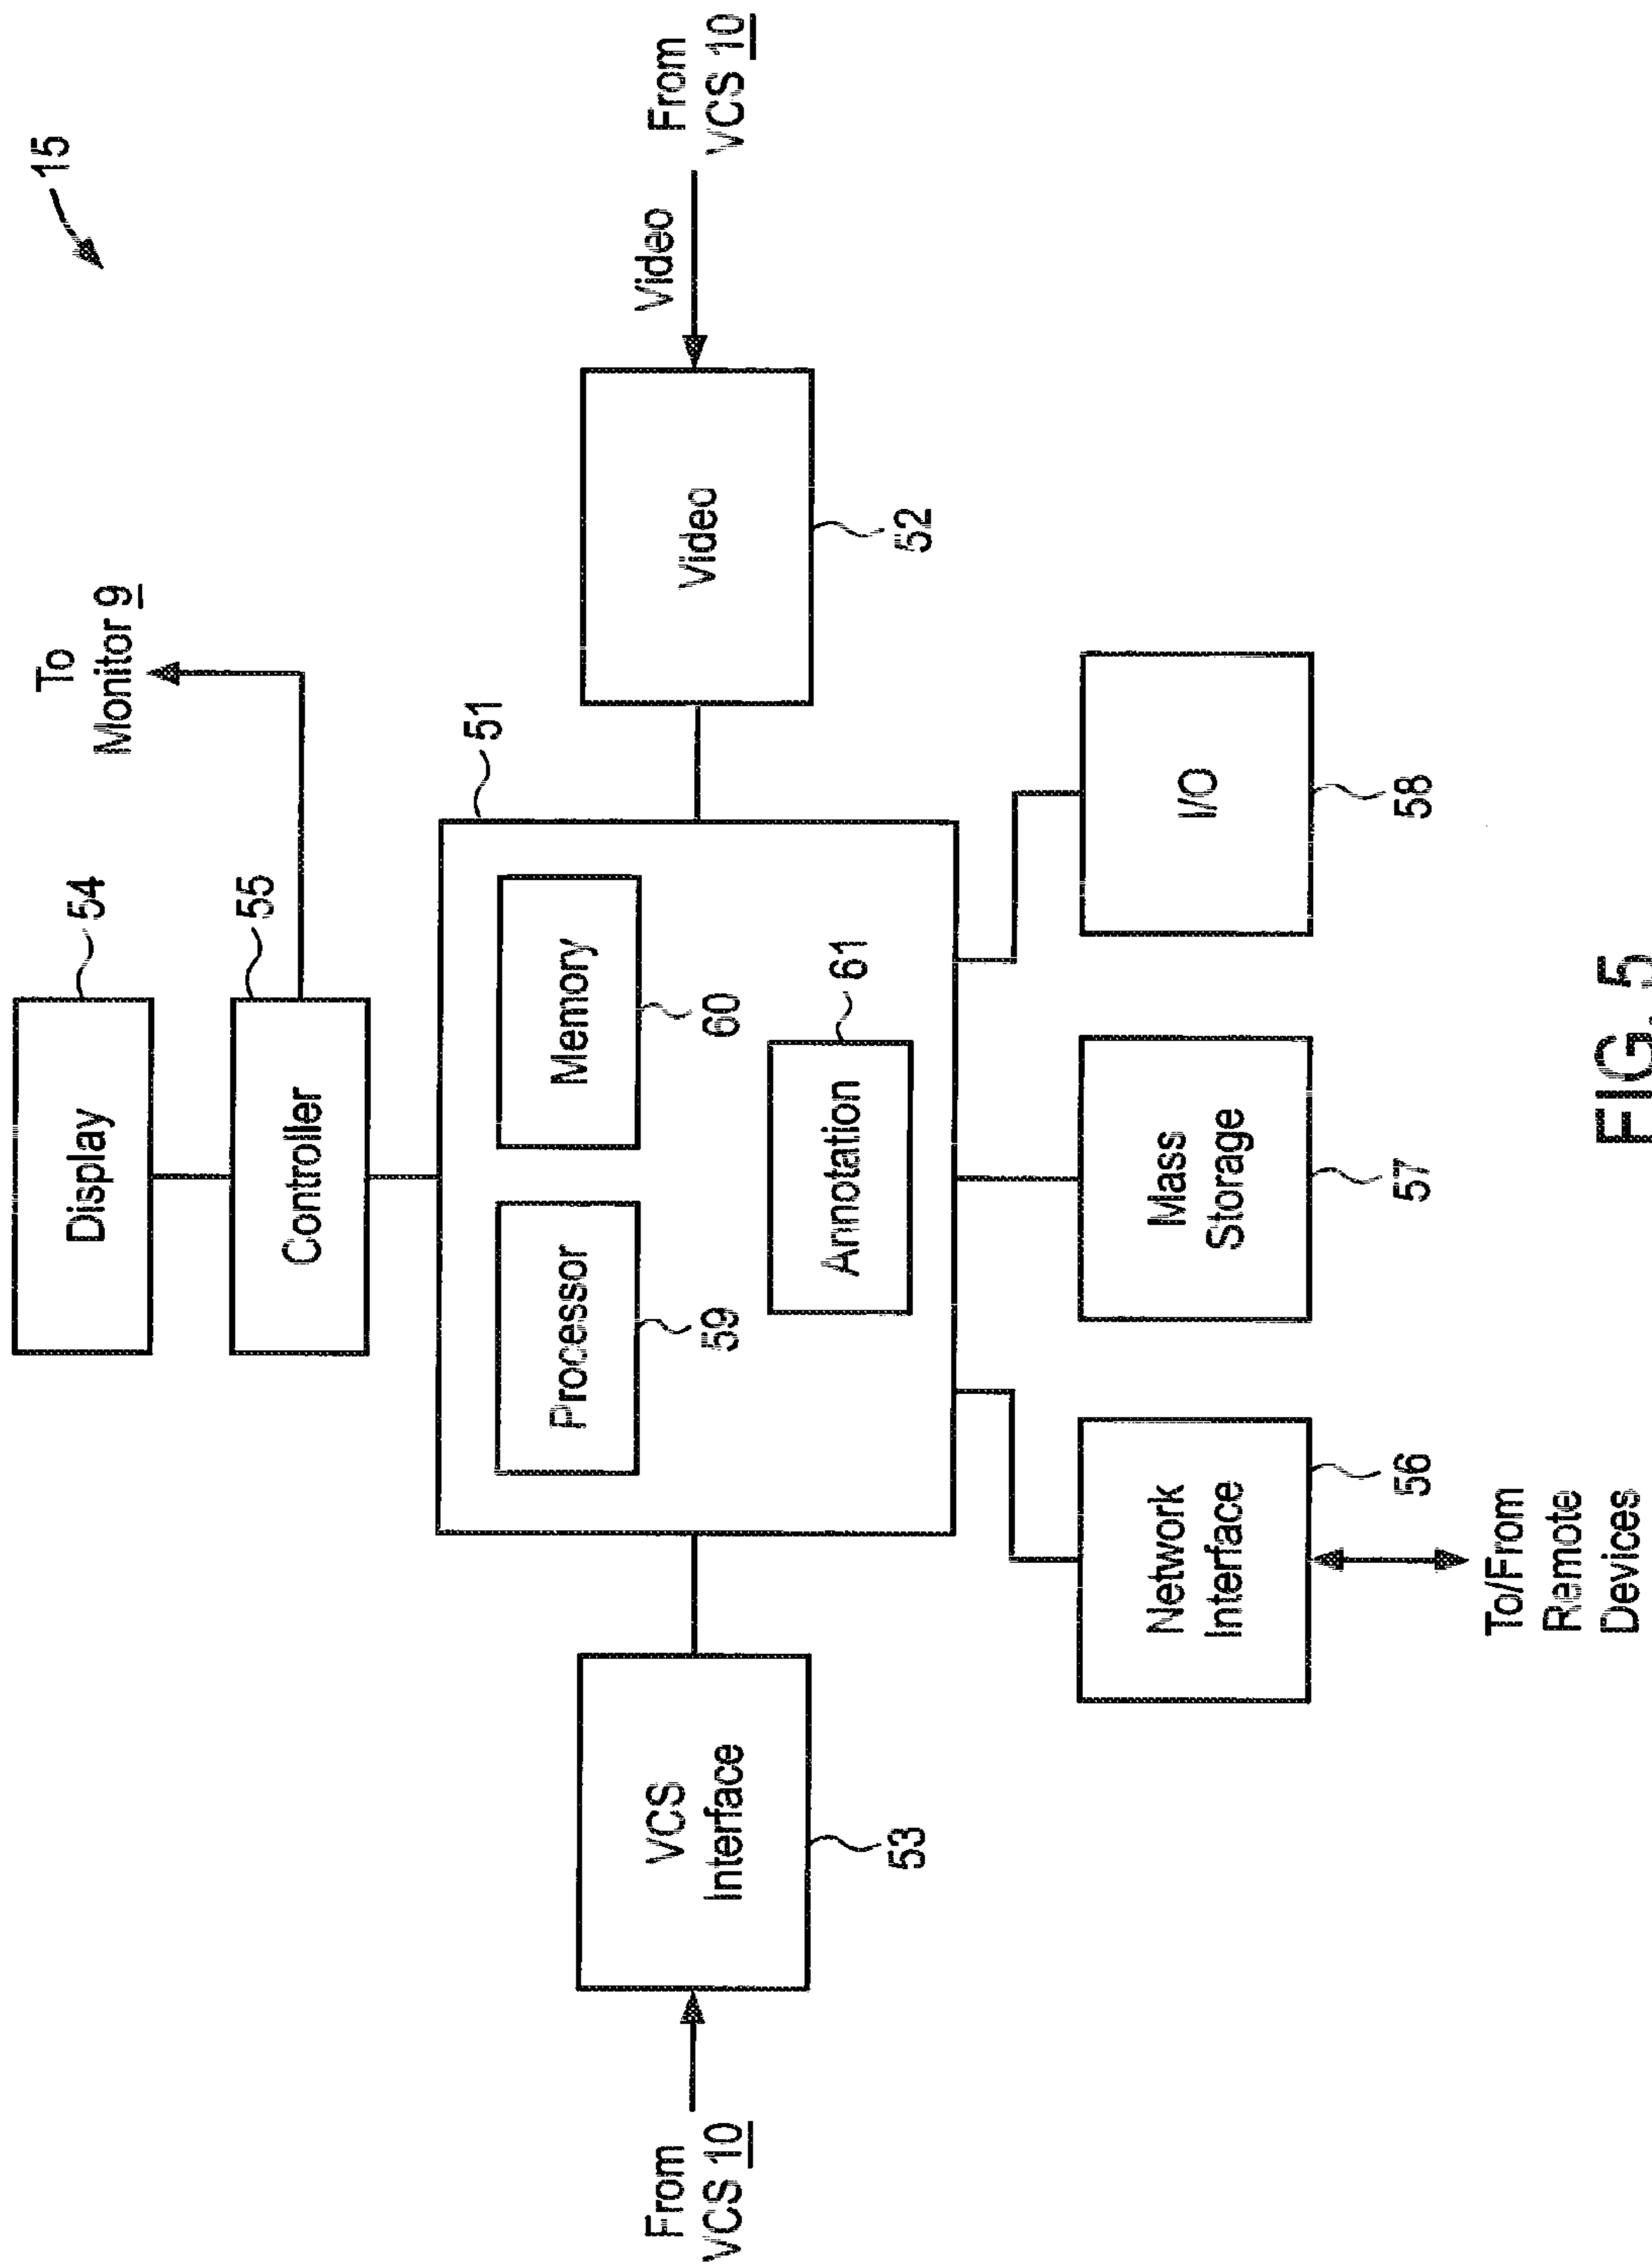 15
To
Monitor 9
Display
54
Controller
55
51
From
VCS 10
VCS
Interface
53
Processor
59
Memory
60
Annotation
61
Video
52
Video
From
VCS 10
Network
Interface
56
To/From
Remote
Devices
Mass
Storage
57
I/O
58
FIG. 5